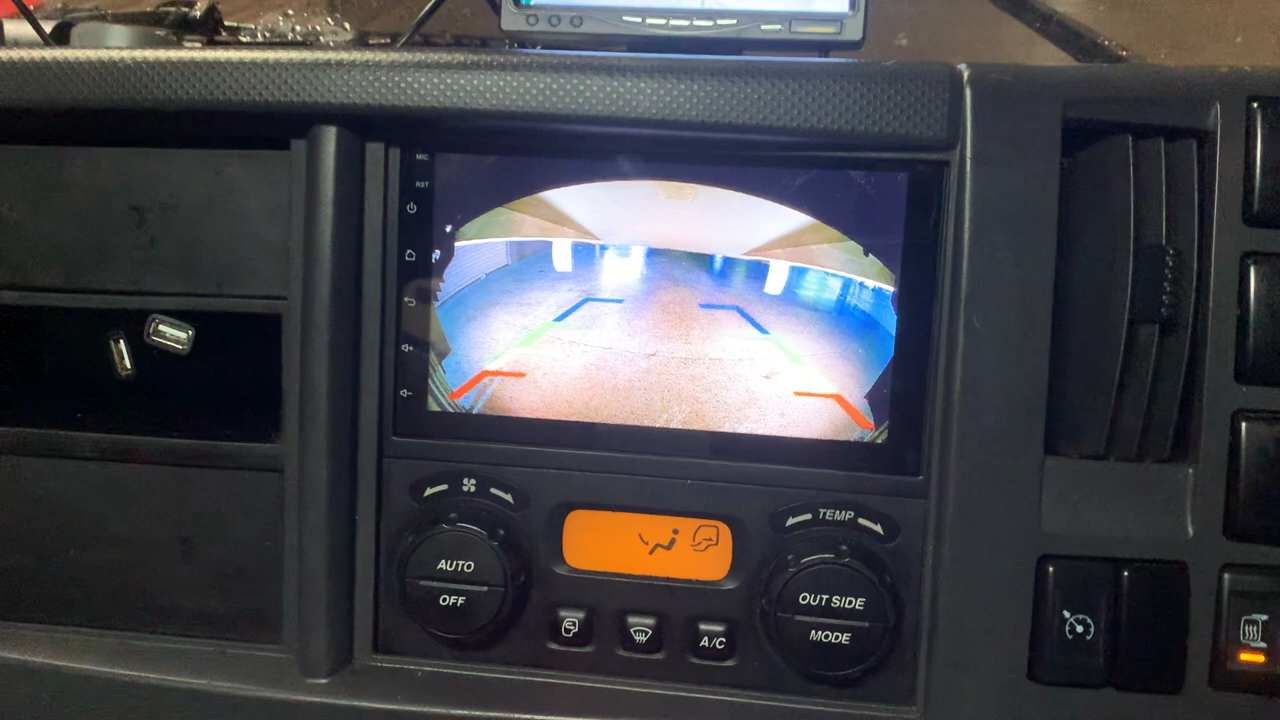 MIC
RST
TEMP
AUTO
OFF
OUT SIDE
MODE
A/C